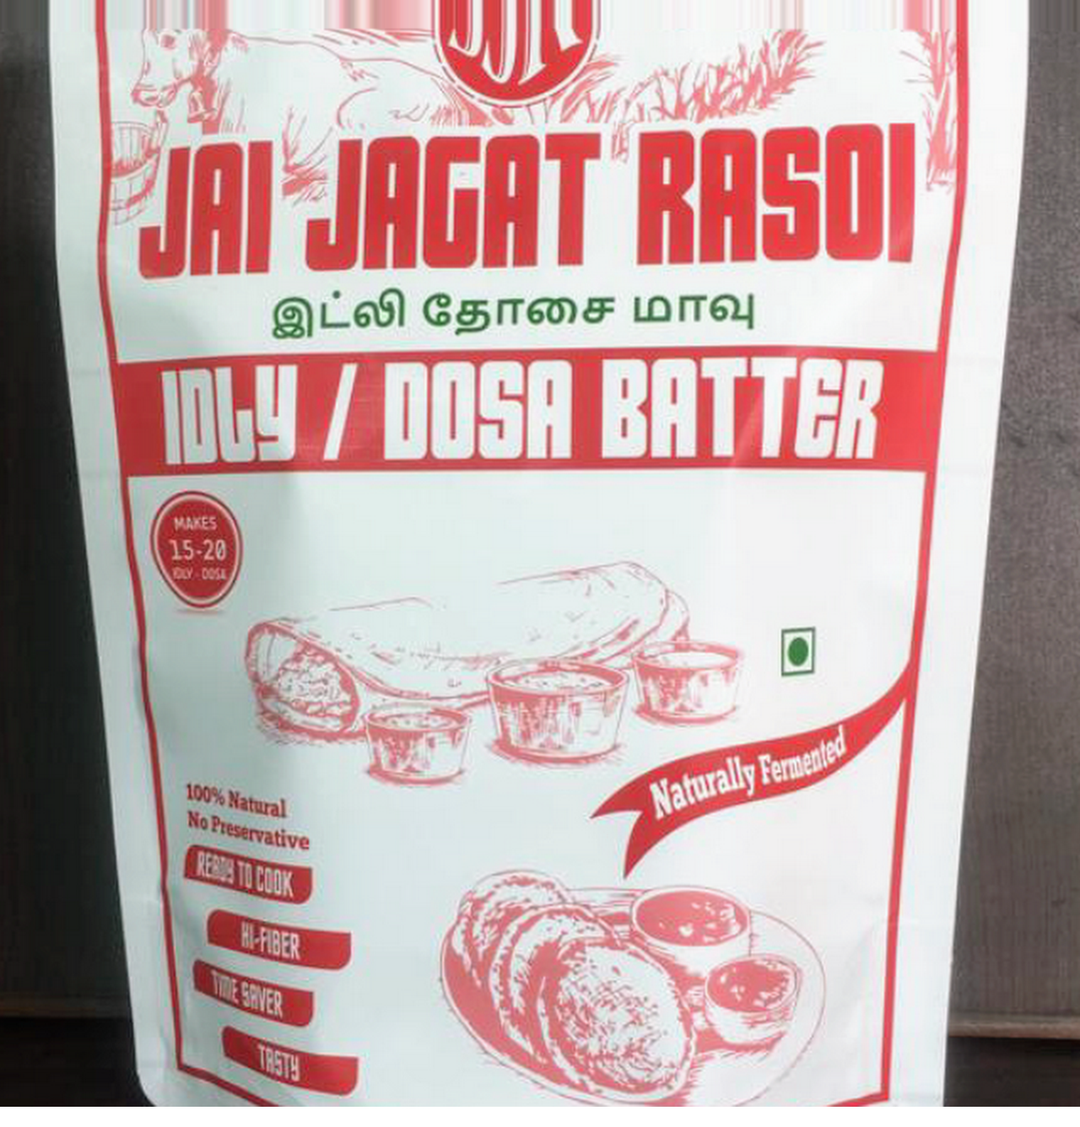 JJR
JAI JAGAT RASOI
இட்லி தோசை மாவு
IDLY / DOSA BATTER
MAKES
15-20
IDLY - DOSA
Naturally Fermented
100% Natural
No Preservative
READY TO COOK
HI-FIBER
TIME SAVER
TASTY